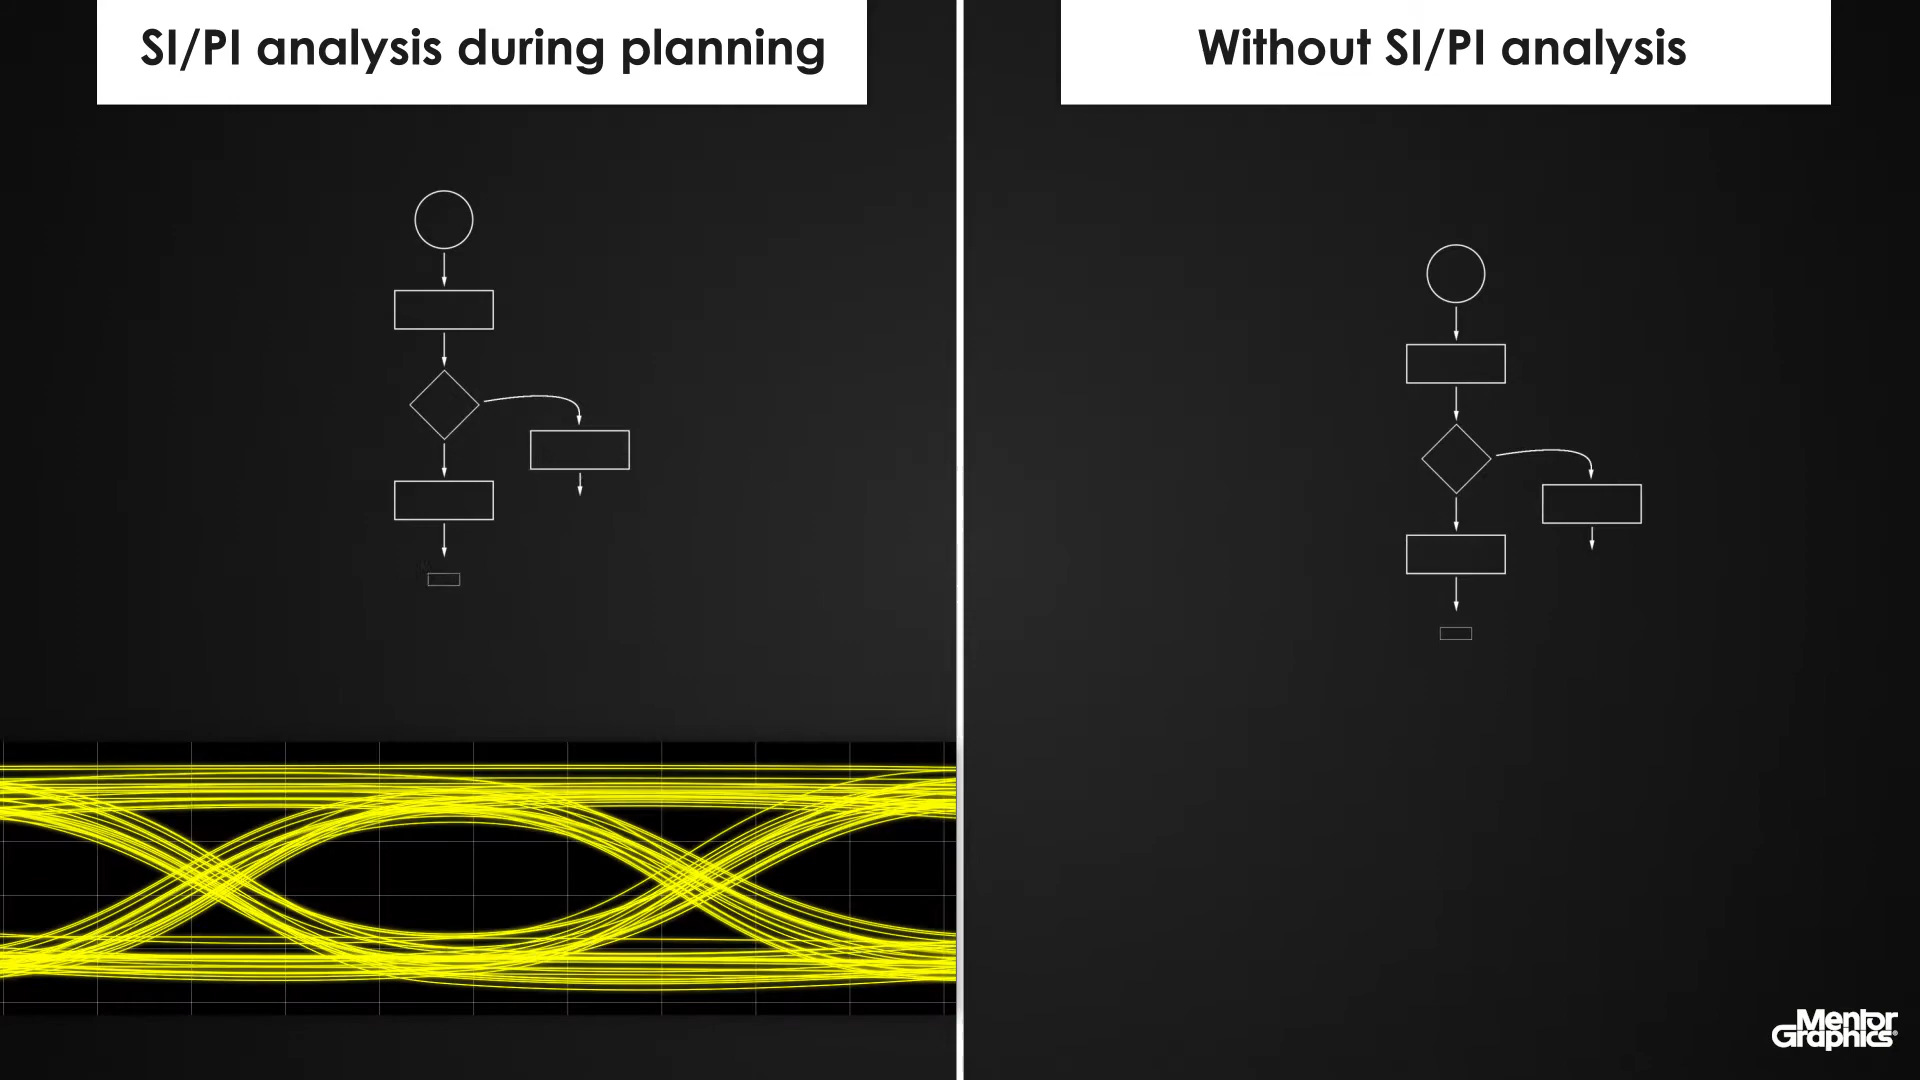 SI/PI analysis during planning
Without SI/PI analysis
Mentor
Graphics®